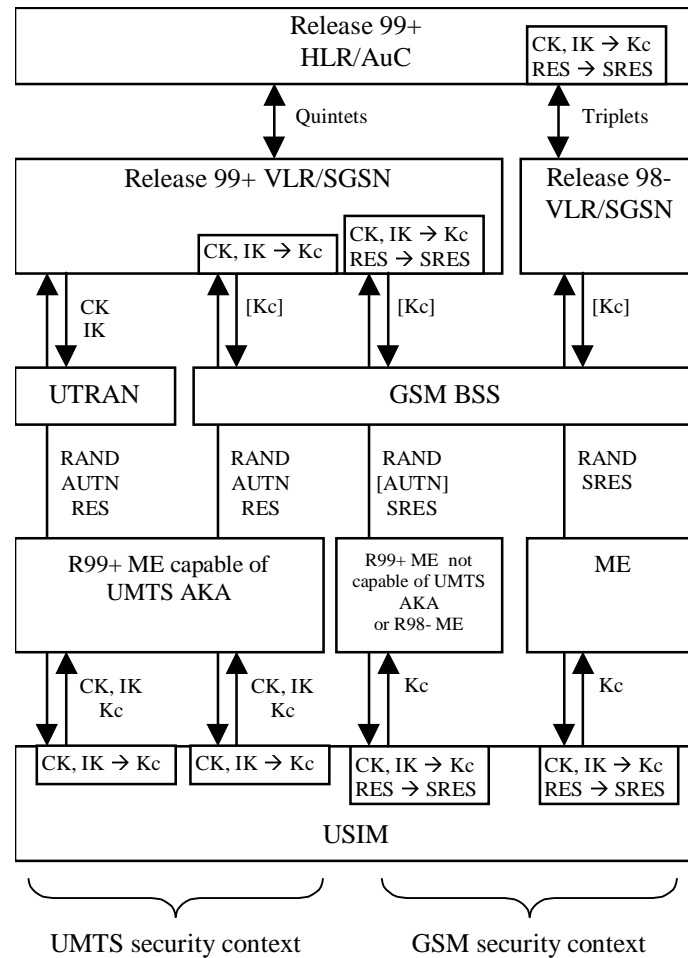 Release 99+
HLR/AuC
CK, IK → Kc
RES → SRES
Quintets
Triplets
Release 99+ VLR/SGSN
CK, IK → Kc
CK, IK → Kc
RES → SRES
Release 98-
VLR/SGSN
CK
IK
[Kc]
[Kc]
[Kc]
UTRAN
GSM BSS
RAND
AUTN
RES
RAND
AUTN
RES
RAND
[AUTN]
SRES
RAND
SRES
R99+ ME capable of
UMTS AKA
R99+ ME not
capable of UMTS
AKA
or R98- ME
ME
CK, IK
Kc
CK, IK
Kc
Kc
Kc
CK, IK → Kc
CK, IK → Kc
CK, IK → Kc
RES → SRES
CK, IK → Kc
RES → SRES
USIM
UMTS security context
GSM security context